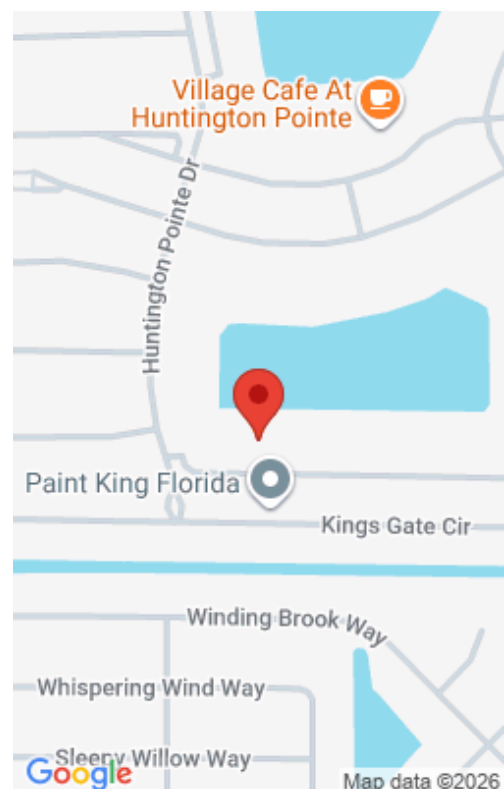 Village Cafe At
Huntington Pointe
Huntington Pointe Dr
Paint King Florida
Kings Gate Cir
Winding Brook Way
Whispering Wind Way
Sleepy Willow Way
Google
Map data ©2026